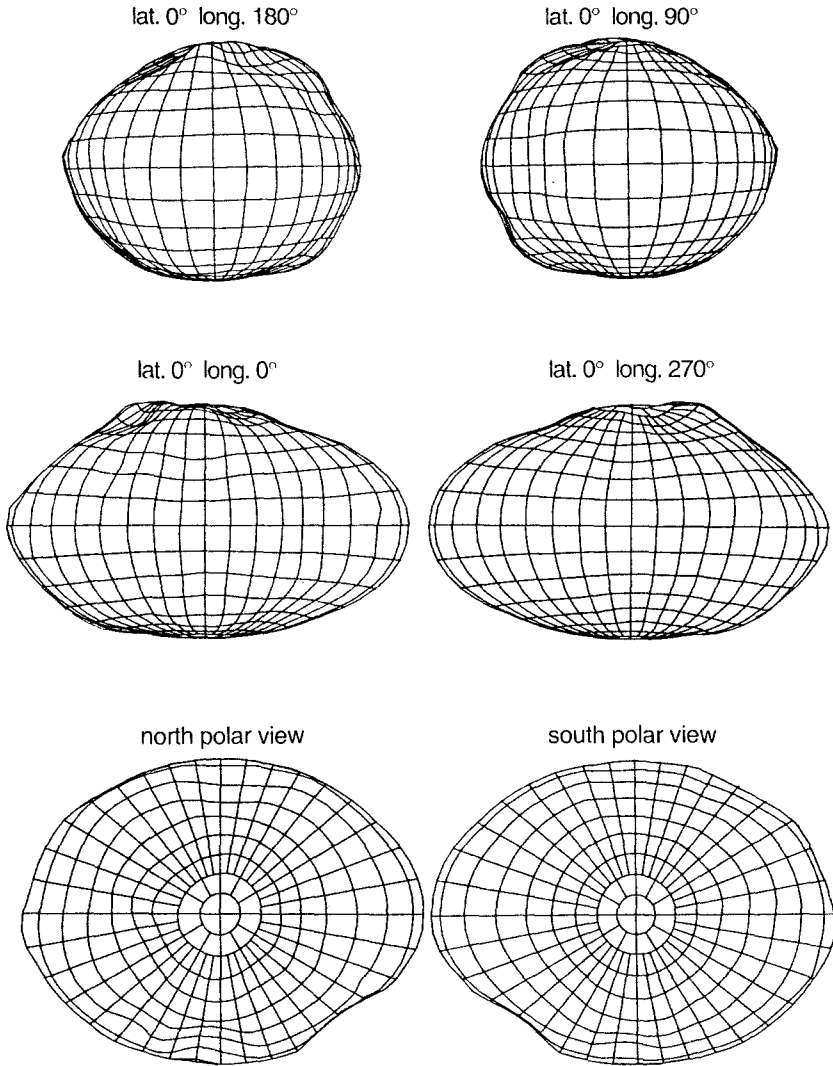 lat. 0° long. 180°
lat. 0° long. 90°
lat. 0° long. 0°
lat. 0° long. 270°
north polar view
south polar view